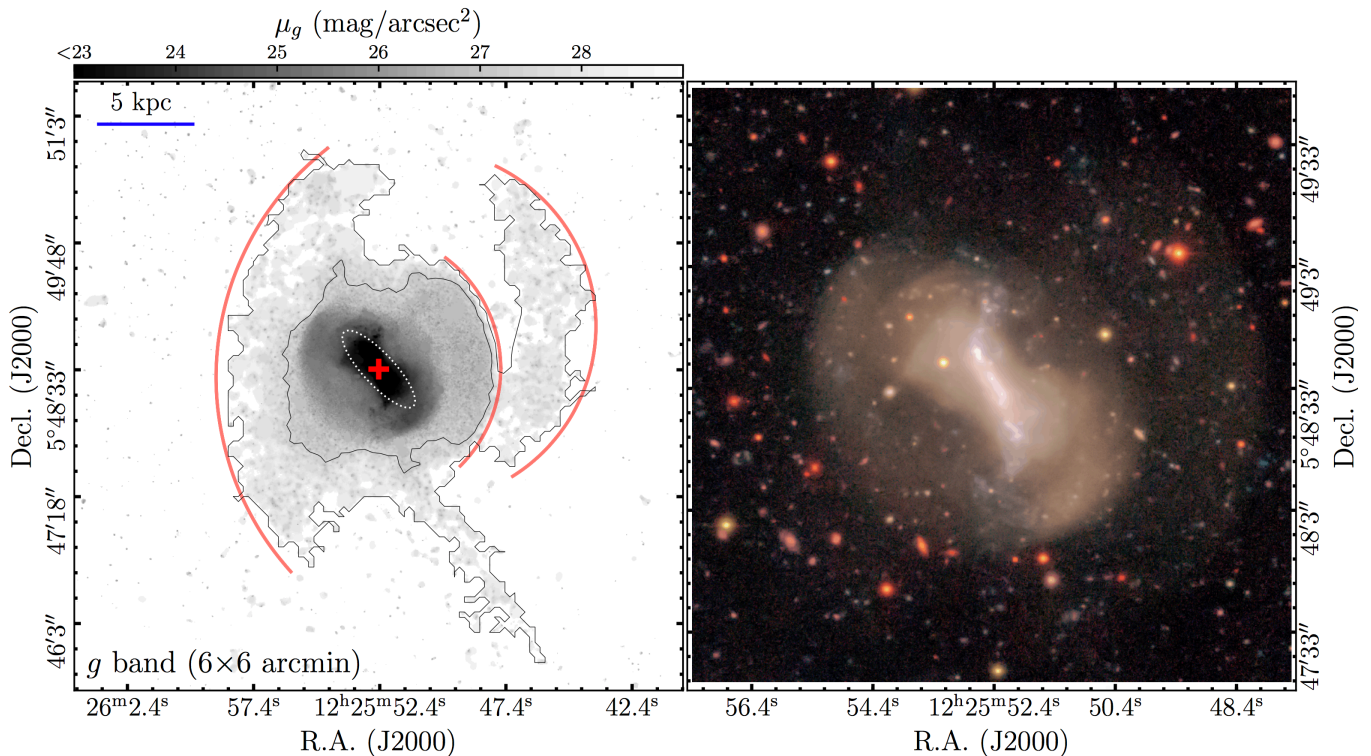 μg (mag/arcsec²)
<23 24 25 26 27 28
5 kpc
51′3″
49′48″
5°48′33″
47′18″
46′3″
Decl. (J2000)
g band (6×6 arcmin)
26ᵐ2.4ˢ 57.4ˢ 12ʰ25ᵐ52.4ˢ 47.4ˢ 42.4ˢ
R.A. (J2000)
49′33″
49′3″
5°48′33″
48′3″
47′33″
Decl. (J2000)
56.4ˢ 54.4ˢ 12ʰ25ᵐ52.4ˢ 50.4ˢ 48.4ˢ
R.A. (J2000)